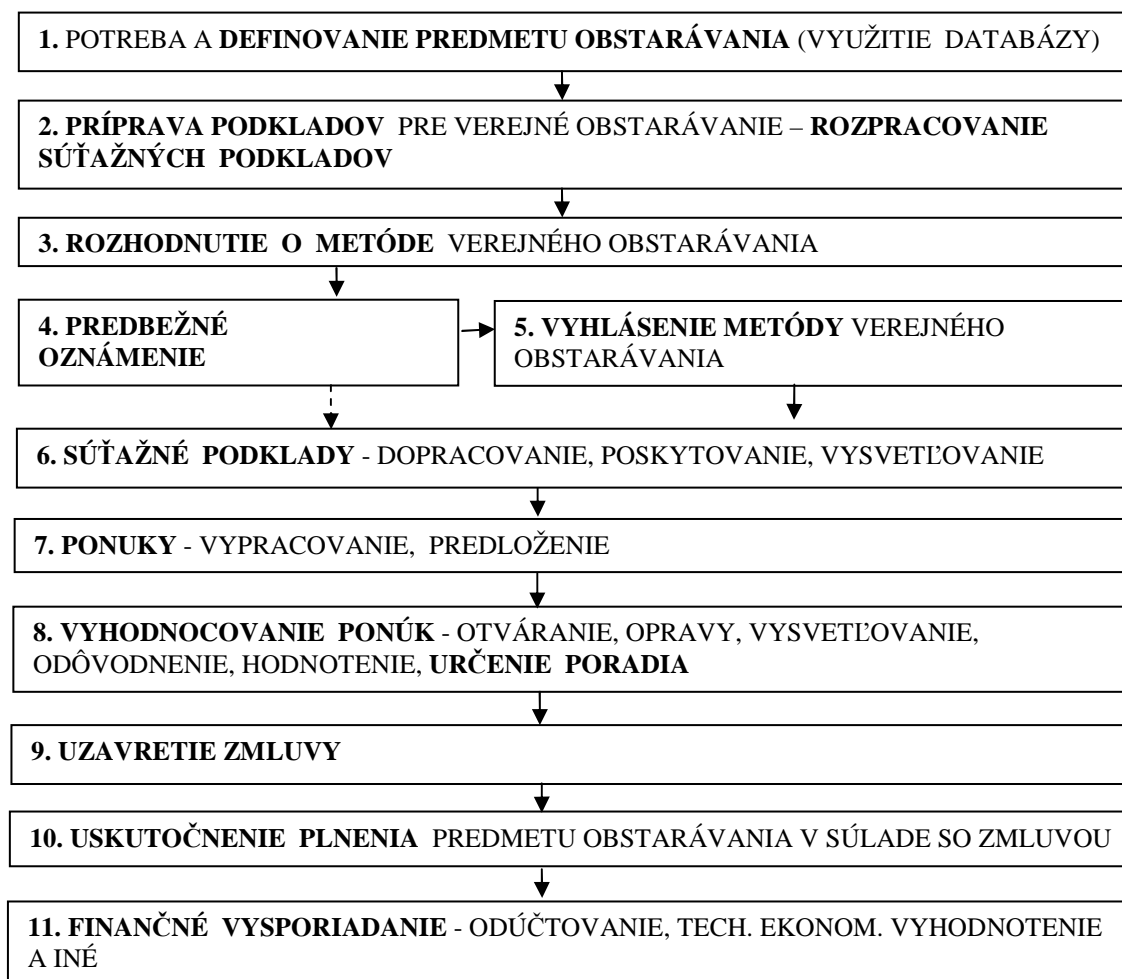 1. POTREBA A DEFINOVANIE PREDMETU OBSTARÁVANIA (VYUŽITIE DATABÁZY)
2. PRÍPRAVA PODKLADOV PRE VEREJNÉ OBSTARÁVANIE – ROZPRACOVANIE
SÚŤAŽNÝCH PODKLADOV
3. ROZHODNUTIE O METÓDE VEREJNÉHO OBSTARÁVANIA
4. PREDBEŽNÉ
OZNÁMENIE
5. VYHLÁSENIE METÓDY VEREJNÉHO
OBSTARÁVANIA
6. SÚŤAŽNÉ PODKLADY - DOPRACOVANIE, POSKYTOVANIE, VYSVETĽOVANIE
7. PONUKY - VYPRACOVANIE, PREDLOŽENIE
8. VYHODNOCOVANIE PONÚK - OTVÁRANIE, OPRAVY, VYSVETĽOVANIE,
ODÔVODNENIE, HODNOTENIE, URČENIE PORADIA
9. UZAVRETIE ZMLUVY
10. USKUTOČNENIE PLNENIA PREDMETU OBSTARÁVANIA V SÚLADE SO ZMLUVOU
11. FINANČNÉ VYSPORIADANIE - ODÚČTOVANIE, TECH. EKONOM. VYHODNOTENIE
A INÉ